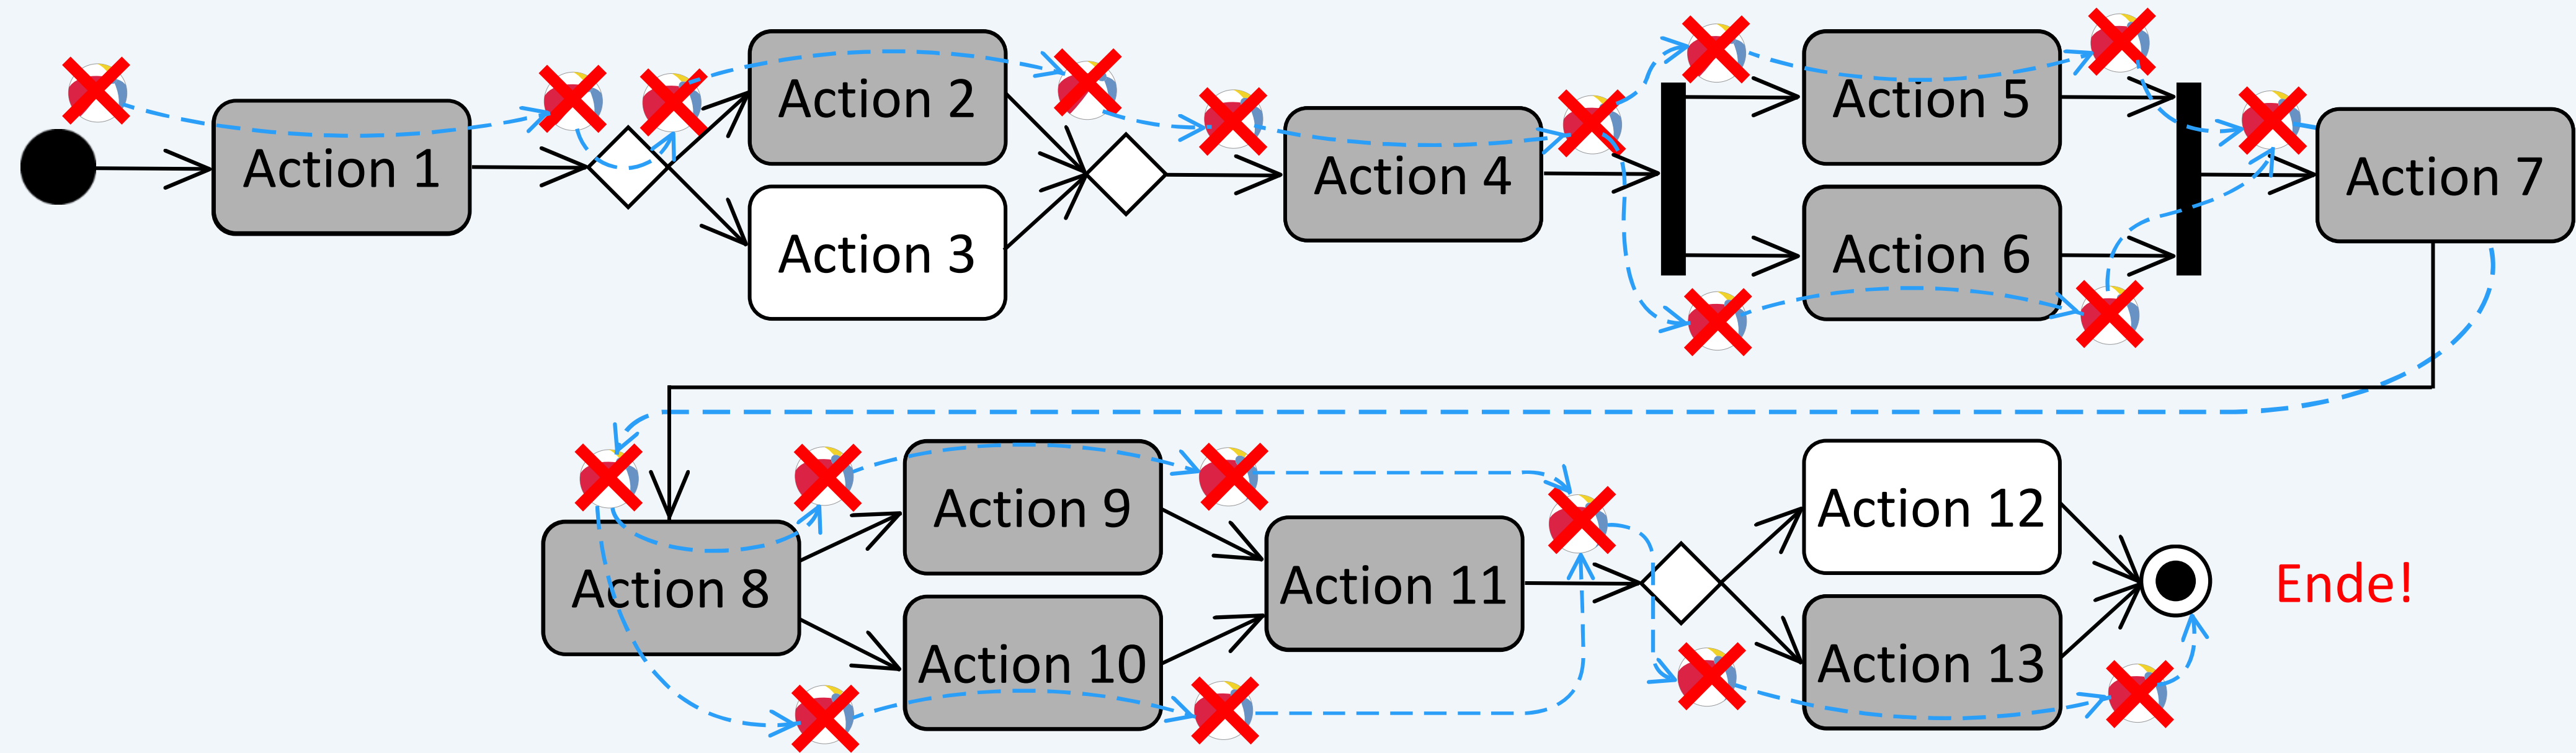 Action 1
Action 2
Action 3
Action 4
Action 5
Action 6
Action 7
Action 8
Action 9
Action 10
Action 11
Action 12
Action 13
Ende!